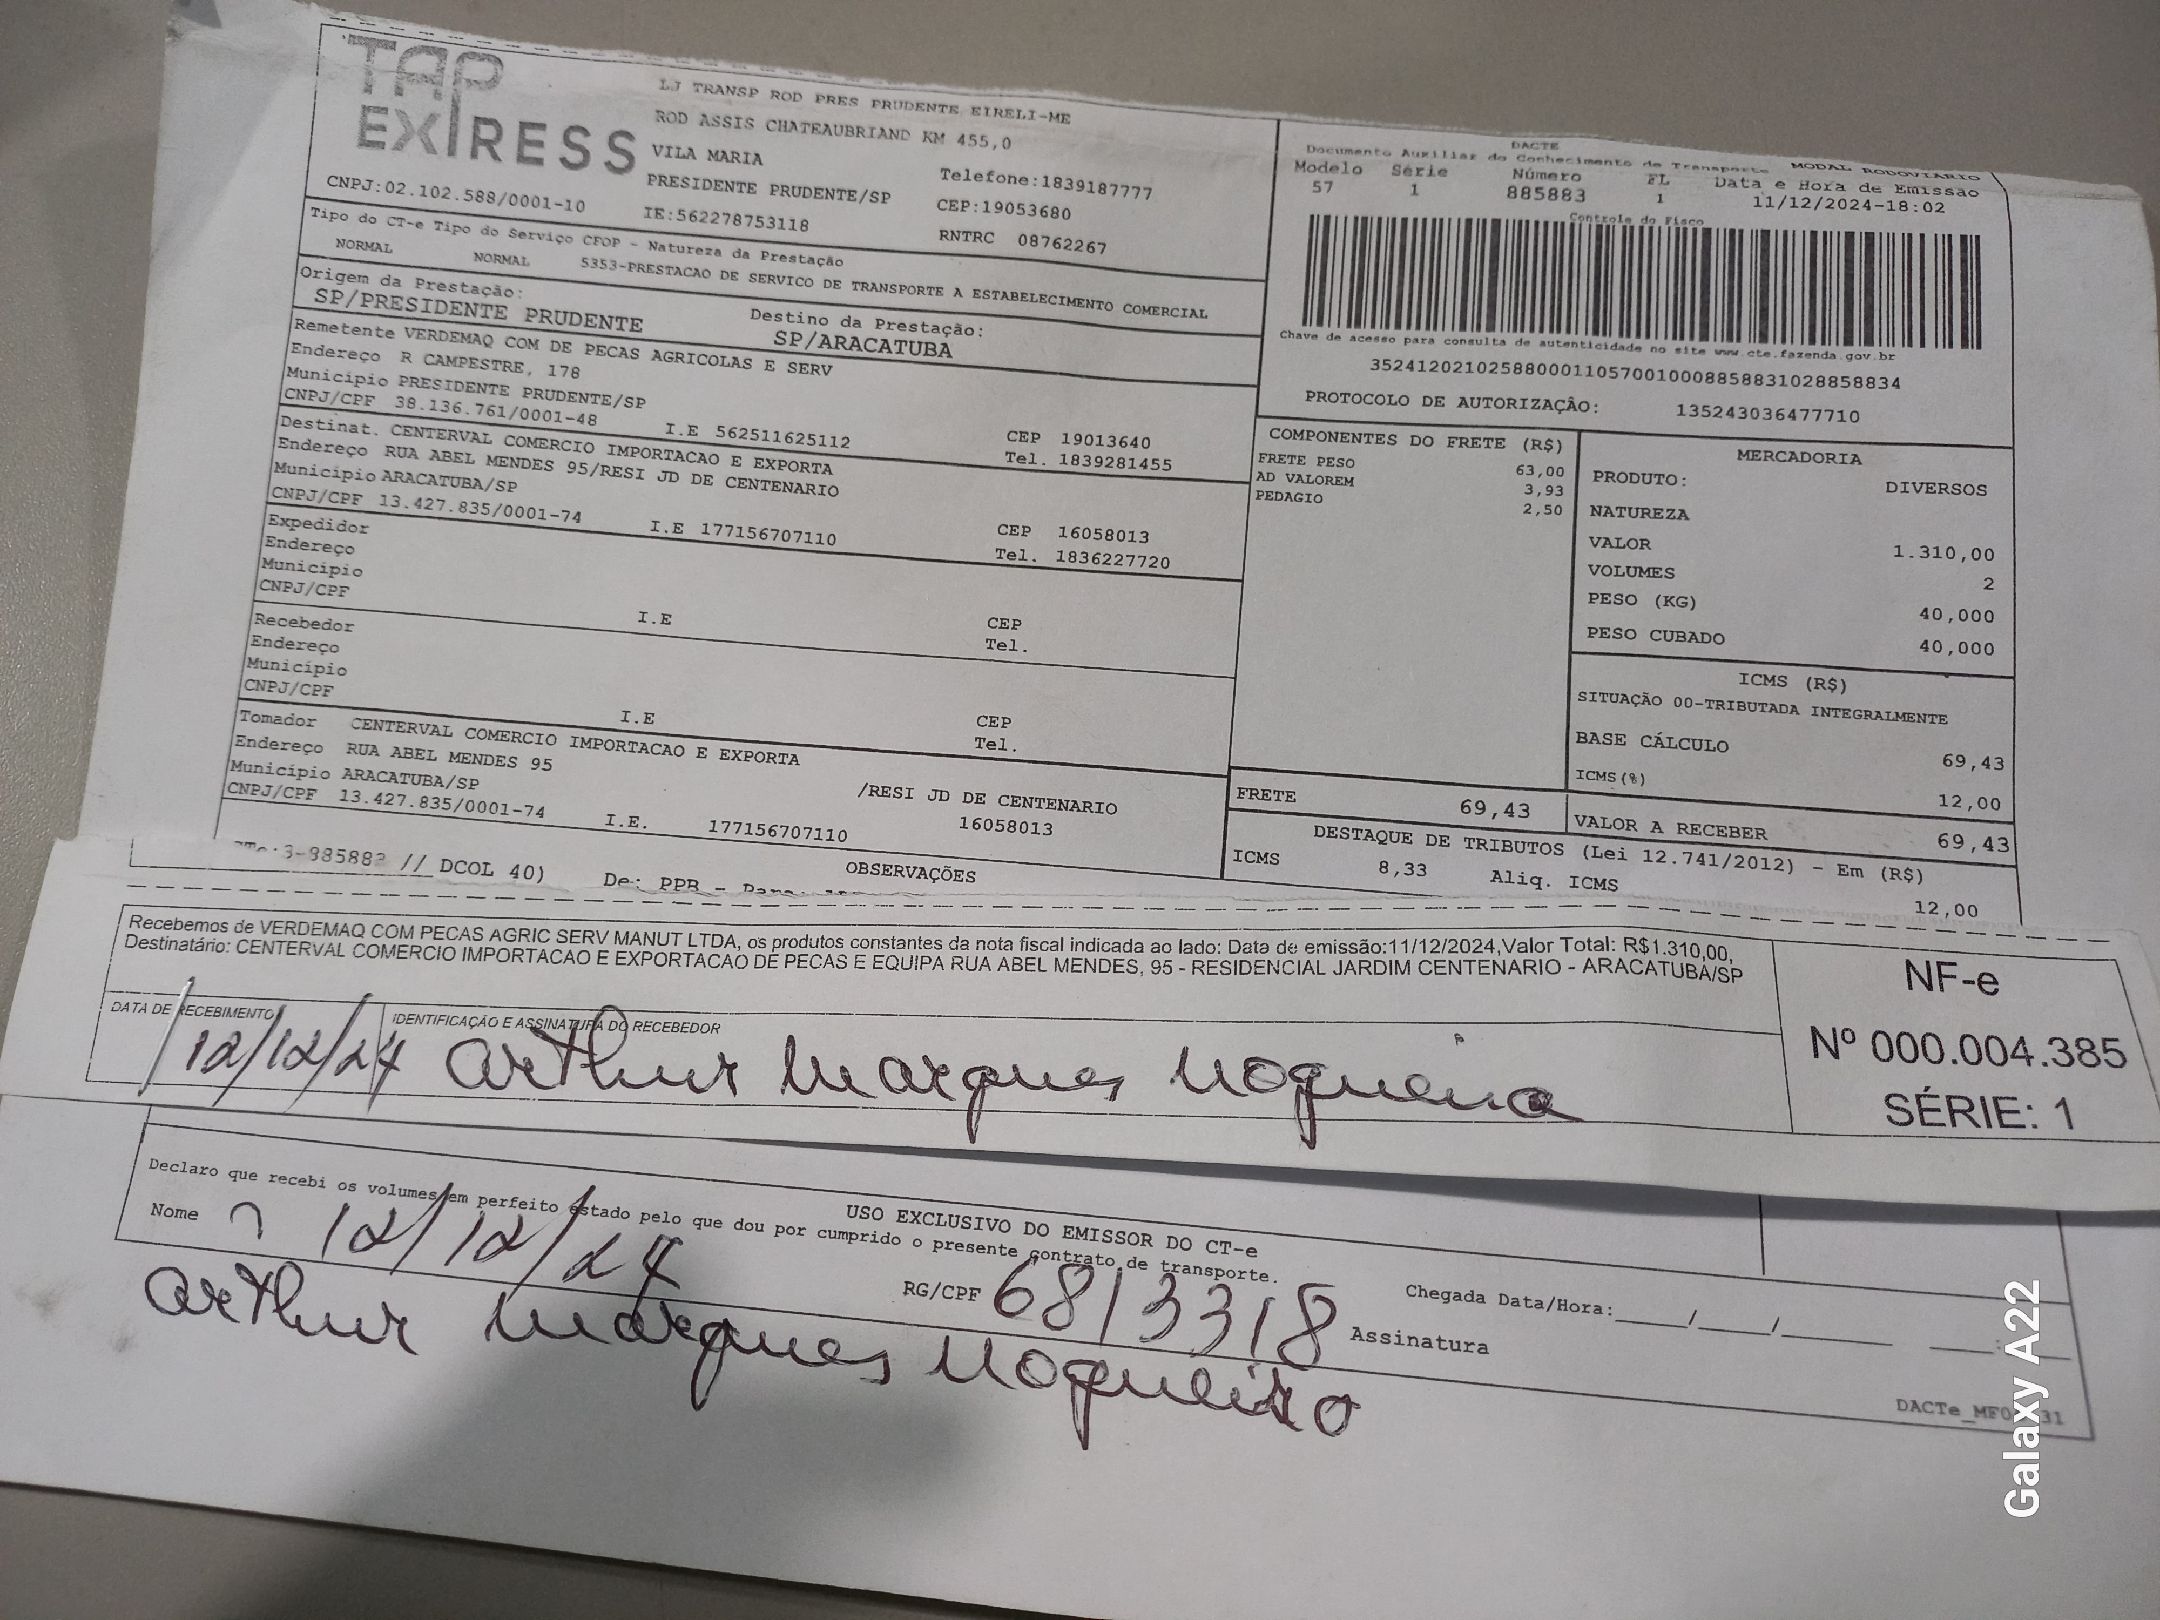 TAP EXPRESS
LJ TRANSP ROD PRES PRUDENTE EIRELI-ME
ROD ASSIS CHATEAUBRIAND KM 455,0
VILA MARIA
Telefone:1839187777
CNPJ:02.102.588/0001-10
PRESIDENTE PRUDENTE/SP
CEP:19053680
IE:562278753118
RNTRC 08762267
Tipo do CT-e Tipo do Serviço CFOP - Natureza da Prestação
NORMAL NORMAL 5353-PRESTACAO DE SERVICO DE TRANSPORTE A ESTABELECIMENTO COMERCIAL
Origem da Prestação: Destino da Prestação:
SP/PRESIDENTE PRUDENTE SP/ARACATUBA
Remetente VERDEMAQ COM DE PECAS AGRICOLAS E SERV
Endereço R CAMPESTRE, 178
Município PRESIDENTE PRUDENTE/SP CEP 19013640
CNPJ/CPF 38.136.761/0001-48 I.E 562511625112 Tel. 1839281455
Destinat. CENTERVAL COMERCIO IMPORTACAO E EXPORTA
Endereço RUA ABEL MENDES 95/RESI JD DE CENTENARIO
Município ARACATUBA/SP CEP 16058013
CNPJ/CPF 13.427.835/0001-74 I.E 177156707110 Tel. 1836227720
Expedidor
Endereço
Município CEP
CNPJ/CPF I.E Tel.
Recebedor
Endereço
Município CEP
CNPJ/CPF I.E Tel.
Tomador CENTERVAL COMERCIO IMPORTACAO E EXPORTA
Endereço RUA ABEL MENDES 95 /RESI JD DE CENTENARIO
Município ARACATUBA/SP 16058013
CNPJ/CPF 13.427.835/0001-74 I.E. 177156707110
OBSERVAÇÕES
// DCOL 40) De: PPB - Para:
DACTE
Documento Auxiliar do Conhecimento de Transporte MODAL RODOVIÁRIO
Modelo Série Número FL Data e Hora de Emissão
57 1 885883 1 11/12/2024-18:02
Controle do Fisco
Chave de acesso para consulta de autenticidade no site www.cte.fazenda.gov.br
35241202102588000110570010008858831028858834
PROTOCOLO DE AUTORIZAÇÃO: 135243036477710
COMPONENTES DO FRETE (R$)
FRETE PESO 63,00
AD VALOREM 3,93
PEDAGIO 2,50
MERCADORIA
PRODUTO: DIVERSOS
NATUREZA
VALOR 1.310,00
VOLUMES 2
PESO (KG) 40,000
PESO CUBADO 40,000
ICMS (R$)
SITUAÇÃO 00-TRIBUTADA INTEGRALMENTE
BASE CÁLCULO 69,43
ICMS(%) 12,00
FRETE 69,43 VALOR A RECEBER 69,43
DESTAQUE DE TRIBUTOS (Lei 12.741/2012) - Em (R$)
ICMS 8,33 Aliq. ICMS 12,00
Recebemos de VERDEMAQ COM PECAS AGRIC SERV MANUT LTDA, os produtos constantes da nota fiscal indicada ao lado: Data de emissão:11/12/2024,Valor Total: R$1.310,00,
Destinatário: CENTERVAL COMERCIO IMPORTACAO E EXPORTACAO DE PECAS E EQUIPA RUA ABEL MENDES, 95 - RESIDENCIAL JARDIM CENTENARIO - ARACATUBA/SP
DATA DE RECEBIMENTO IDENTIFICAÇÃO E ASSINATURA DO RECEBEDOR
12/12/24 Arthur Marques Nogueira
NF-e
Nº 000.004.385
SÉRIE: 1
USO EXCLUSIVO DO EMISSOR DO CT-e
Declaro que recebi os volumes em perfeito estado pelo que dou por cumprido o presente contrato de transporte.
Nome 12/12/24 RG/CPF 6813318 Assinatura Chegada Data/Hora:____/____/______ ____:____
Arthur Marques Nogueira
Galaxy A22